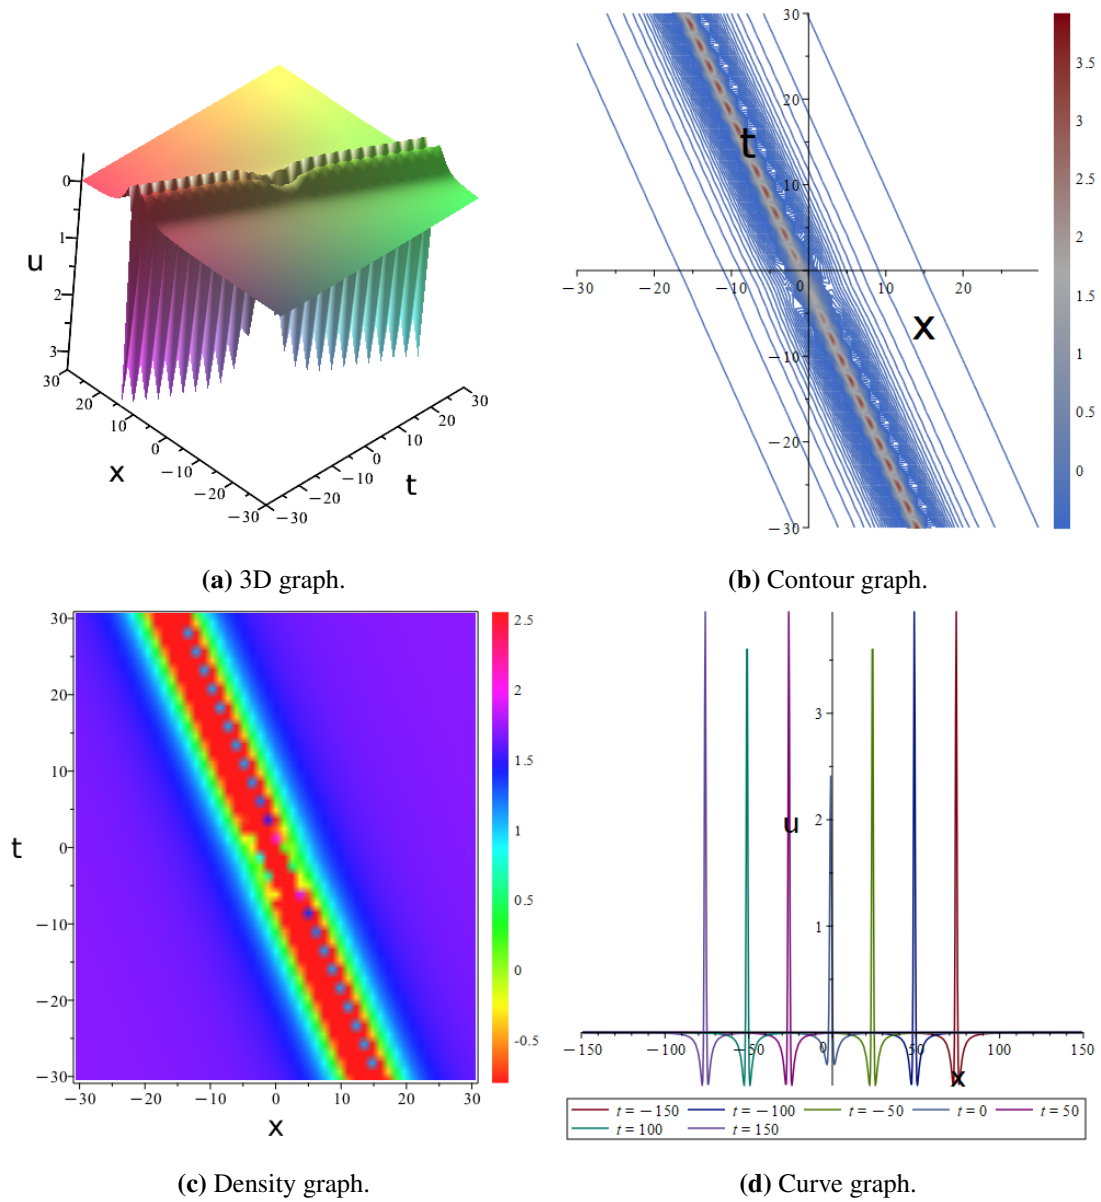 0
1
u
2
3
30
20
10
0
−10
−20
−30
x
30
20
10
0
−10
−20
−30
t
(a) 3D graph.
30
20
t
10
−30 −20 −10 0 10 20
x
−10
−20
−30
3.5
3
2.5
2
1.5
1
0.5
0
(b) Contour graph.
30
20
10
t
0
−10
−20
−30
−30 −20 −10 0 10 20 30
x
2.5
2
1.5
1
0.5
0
-0.5
(c) Density graph.
3
u 2
1
−150 −100 −50 0 50 100 150
x
t = −150 t = −100 t = −50 t = 0 t = 50
t = 100 t = 150
(d) Curve graph.